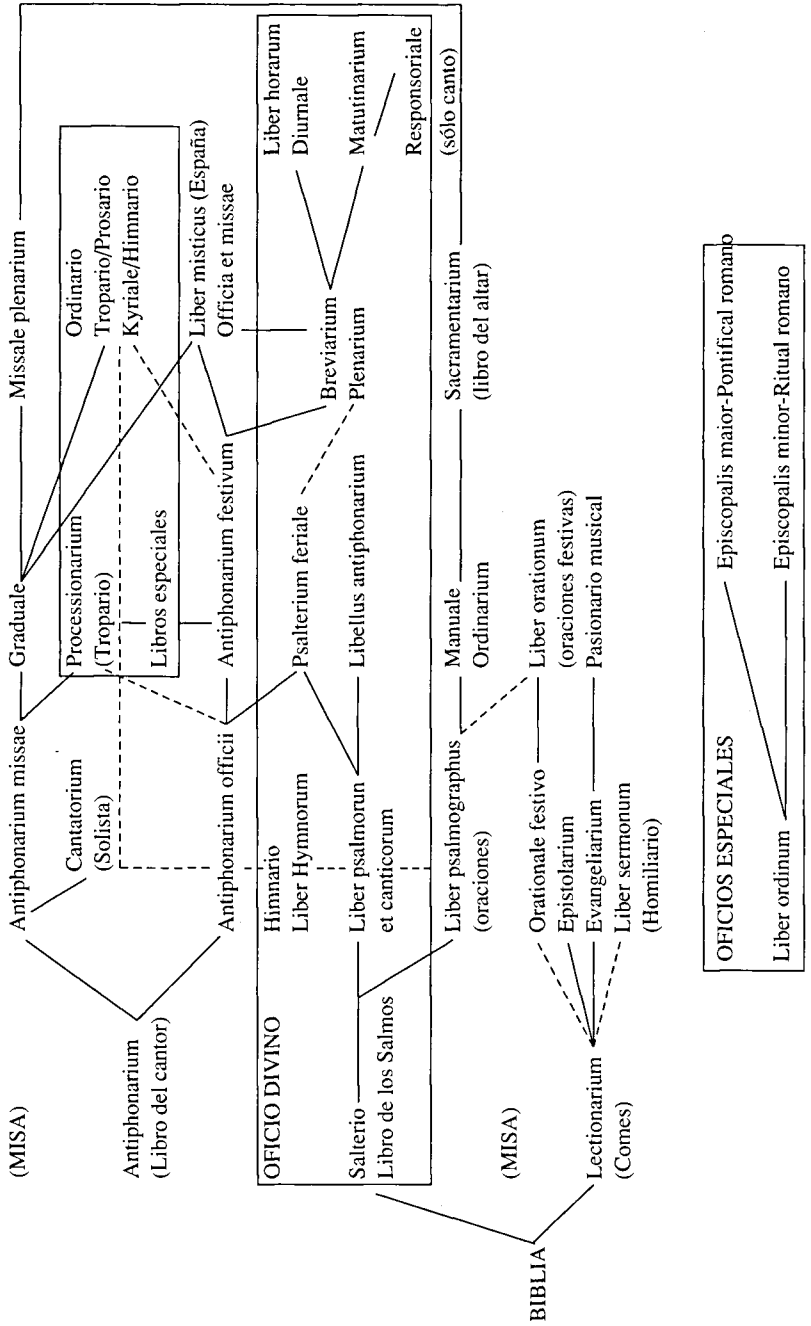 (MISA)
Antiphonarium missae
Graduale
Missale plenarium
Antiphonarium
(Libro del cantor)
Cantatorium
(Solista)
Processionarium
(Tropario)
Libros especiales
Ordinario
Tropario/Prosario
Kyriale/Himnario
Antiphonarium officii
Antiphonarium festivum
Liber misticus (España)
Officia et missae
OFICIO DIVINO
Himnario
Liber Hymnorum
Psalterium feriale
Breviarium
Plenarium
Liber horarum
Diurnale
Salterio
Libro de los Salmos
Liber psalmorun
et canticorum
Libellus antiphonarium
Matutinarium
Responsoriale
(sólo canto)
Liber psalmographus
(oraciones)
Manuale
Ordinarium
Sacramentarium
(libro del altar)
(MISA)
BIBLIA
Lectionarium
(Comes)
Orationale festivo
Epistolarium
Evangeliarium
Liber sermonum
(Homiliario)
Liber orationum
(oraciones festivas)
Pasionario musical
OFICIOS ESPECIALES
Liber ordinum
Episcopalis maior-Pontifical romano
Episcopalis minor-Ritual romano